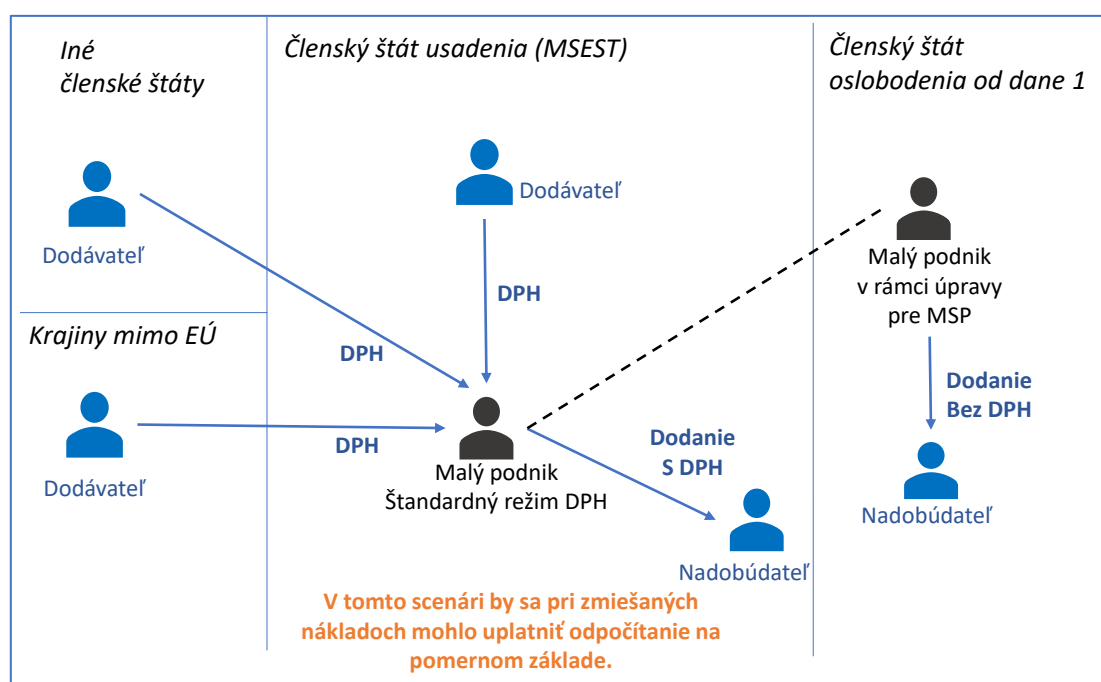 Iné
členské štáty
Dodávateľ
Krajiny mimo EÚ
Dodávateľ
Členský štát usadenia (MSEST)
Dodávateľ
DPH
DPH
DPH
Malý podnik
Štandardný režim DPH
Dodanie
S DPH
Nadobúdateľ
V tomto scenári by sa pri zmiešaných
nákladoch mohlo uplatniť odpočítanie na
pomernom základe.
Členský štát
oslobodenia od dane 1
Malý podnik
v rámci úpravy
pre MSP
Dodanie
Bez DPH
Nadobúdateľ